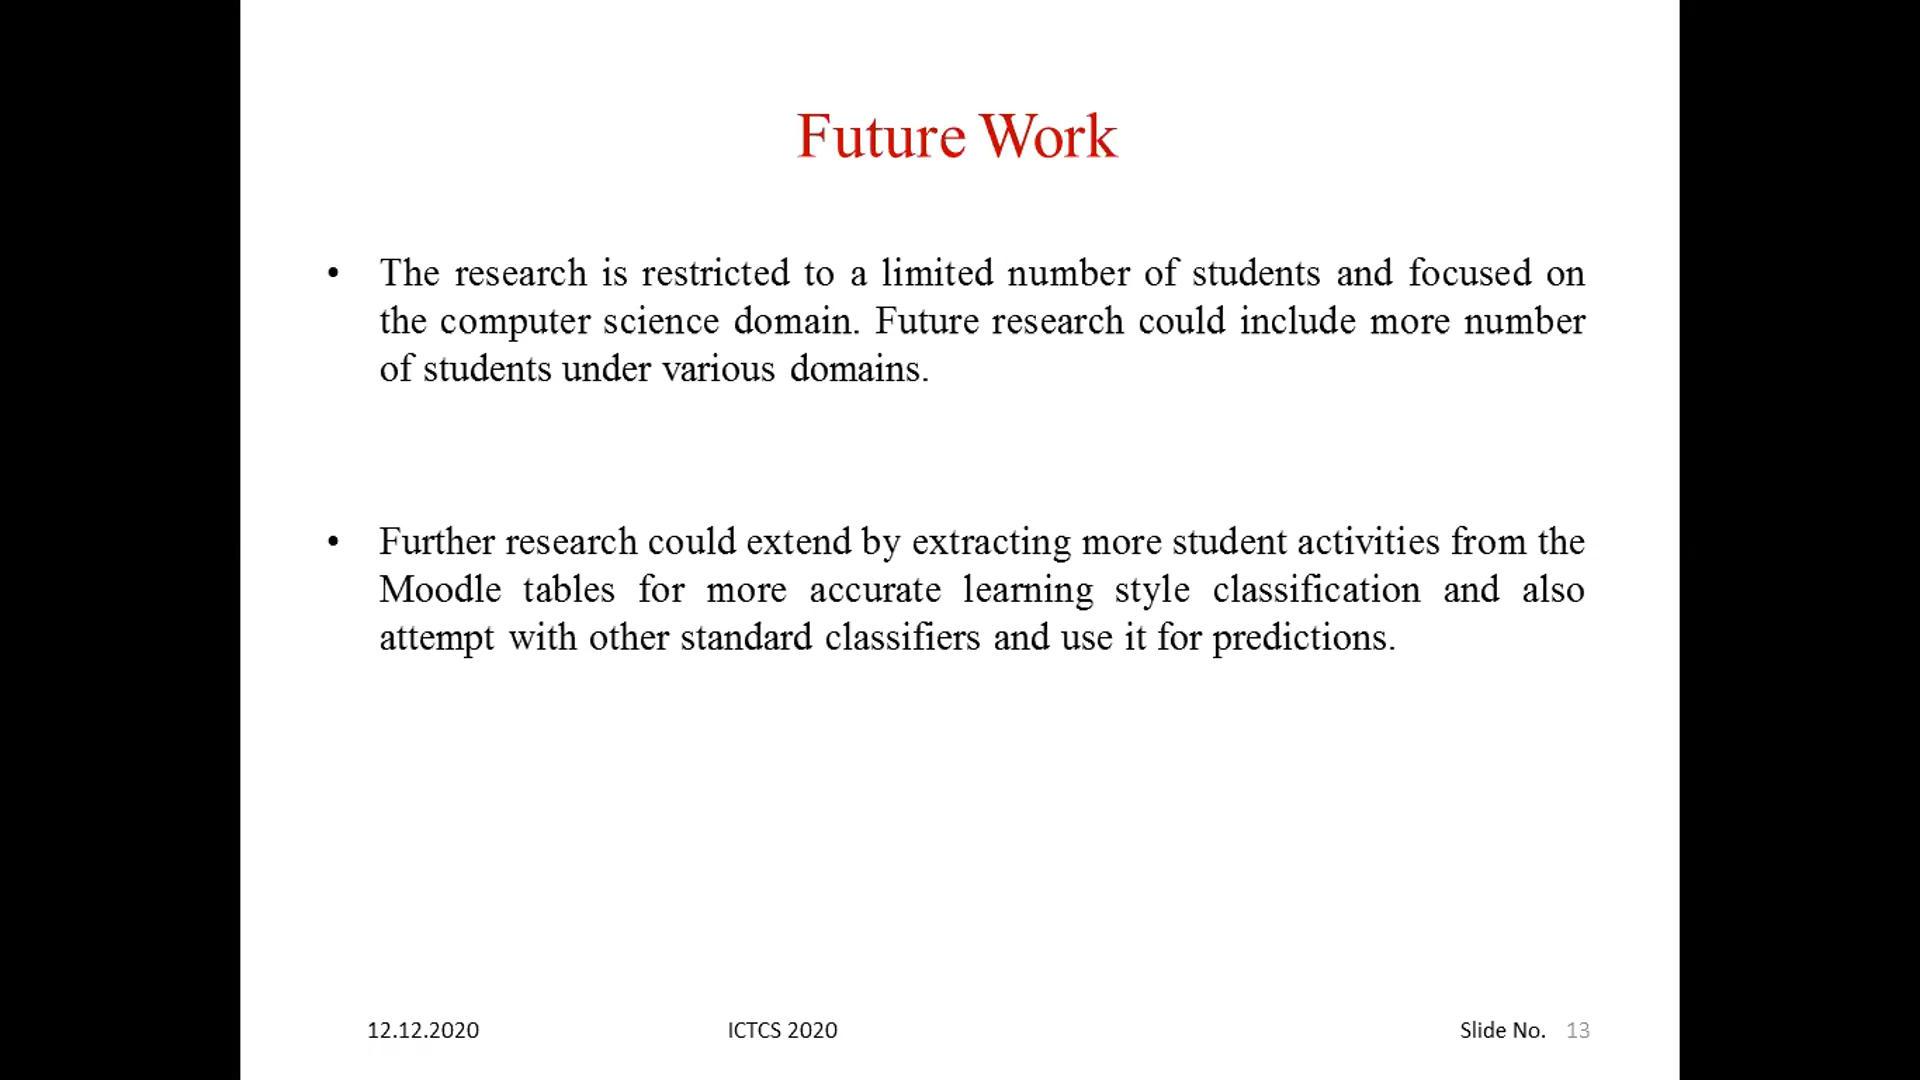 Future Work
• The research is restricted to a limited number of students and focused on
the computer science domain. Future research could include more number
of students under various domains.
• Further research could extend by extracting more student activities from the
Moodle tables for more accurate learning style classification and also
attempt with other standard classifiers and use it for predictions.
12.12.2020 ICTCS 2020 Slide No. 13